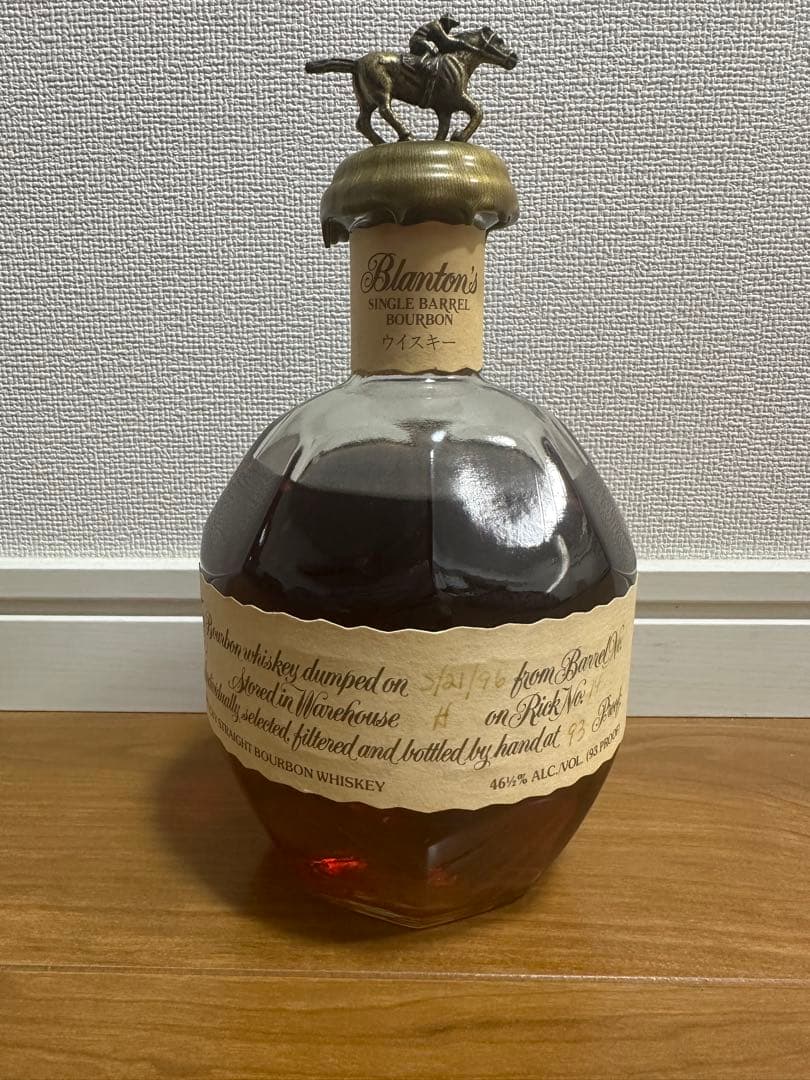 Blanton's
SINGLE BARREL
BOURBON
ウイスキー
Bourbon whiskey dumped on 5/21/96 from Barrel No.
Stored in Warehouse H on Rick No. 14
individually selected, filtered and bottled by hand at 93 Proof
STRAIGHT BOURBON WHISKEY 46½% ALC./VOL. (93 PROOF)